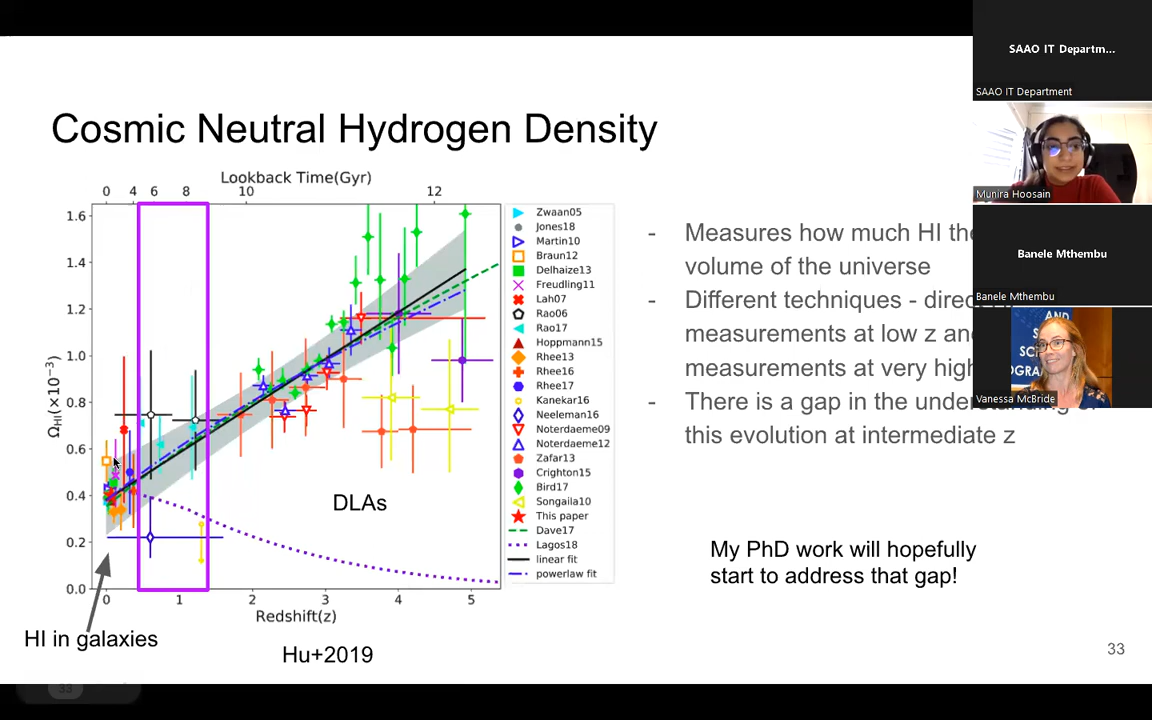 SAAO IT Departm...
SAAO IT Department
Cosmic Neutral Hydrogen Density
Munira Hoosain
Lookback Time(Gyr)
0 4 6 8 10 12
1.6
1.4
1.2
1.0
0.8
0.6
0.4
0.2
0.0
ΩHI(×10−3)
0 1 2 3 4 5
Redshift(z)
Zwaan05
Jones18
Martin10
Braun12
Delhaize13
Freudling11
Lah07
Rao06
Rao17
Hoppmann15
Rhee13
Rhee16
Rhee17
Kanekar16
Neeleman16
Noterdaeme09
Noterdaeme12
Zafar13
Crighton15
Bird17
Songaila10
This paper
Dave17
Lagos18
linear fit
powerlaw fit
DLAs
HI in galaxies
Hu+2019
- Measures how much HI
volume of the universe
- Different techniques -
measurements at low z
measurements at very
- There is a gap in the
this evolution at intermediate z
Banele Mthembu
Banele Mthembu
AND
Vanessa McBride
My PhD work will hopefully
start to address that gap!
33
33